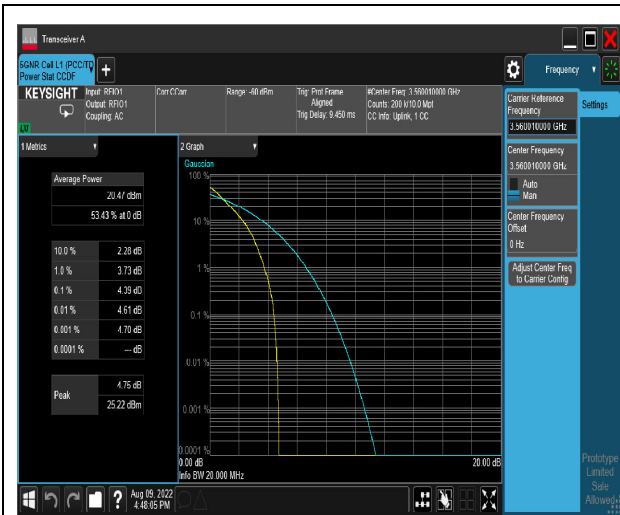 Transceiver A
5GNR Cell L1 (PCC/TD
Power Stat CCDF
Frequency
KEYSIGHT
Input: RFIO1
Output: RFIO1
Coupling: AC
Corr CCorr
Range: -60 dBm
Trig: Prot Frame
Aligned
Trig Delay: 9.450 ms
#Center Freq: 3.560010000 GHz
Counts: 200 k/10.0 Mpt
CC Info: Uplink, 1 CC
1 Metrics
Average Power
20.47 dBm
53.43 % at 0 dB
10.0 % 2.28 dB
1.0 % 3.73 dB
0.1 % 4.39 dB
0.01 % 4.61 dB
0.001 % 4.70 dB
0.0001 % --- dB
Peak
4.75 dB
25.22 dBm
2 Graph
Gaussian
100 %
10 %
1 %
0.1 %
0.01 %
0.001 %
0.0001 %
0.00 dB 20.00 dB
Info BW 20.000 MHz
Carrier Reference
Frequency
3.560010000 GHz
Center Frequency
3.560010000 GHz
Auto
Man
Center Frequency
Offset
0 Hz
Adjust Center Freq
to Carrier Config
Settings
Prototype
Limited
Sale
Allowed
?
Aug 09, 2022
4:48:05 PM